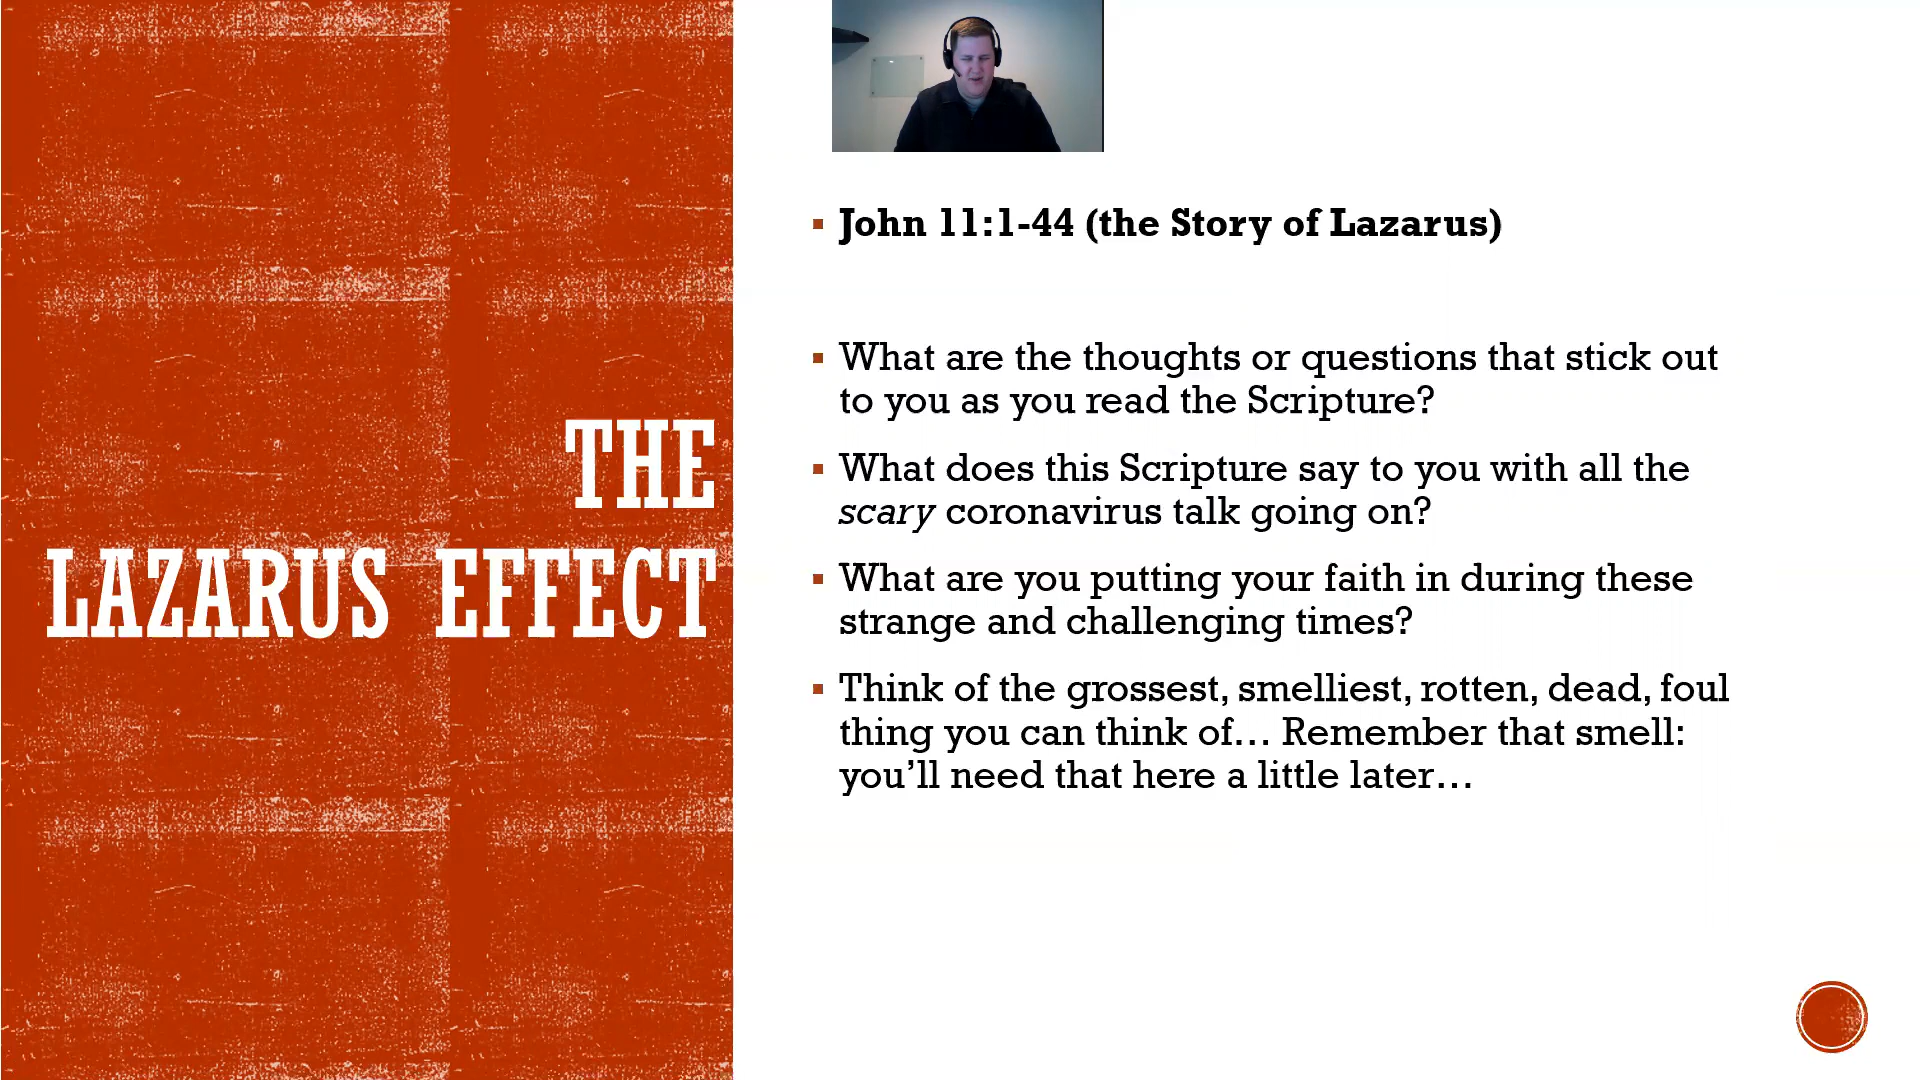 THE
LAZARUS EFFECT
▪ John 11:1-44 (the Story of Lazarus)
▪ What are the thoughts or questions that stick out
to you as you read the Scripture?
▪ What does this Scripture say to you with all the
scary coronavirus talk going on?
▪ What are you putting your faith in during these
strange and challenging times?
▪ Think of the grossest, smelliest, rotten, dead, foul
thing you can think of… Remember that smell:
you’ll need that here a little later…